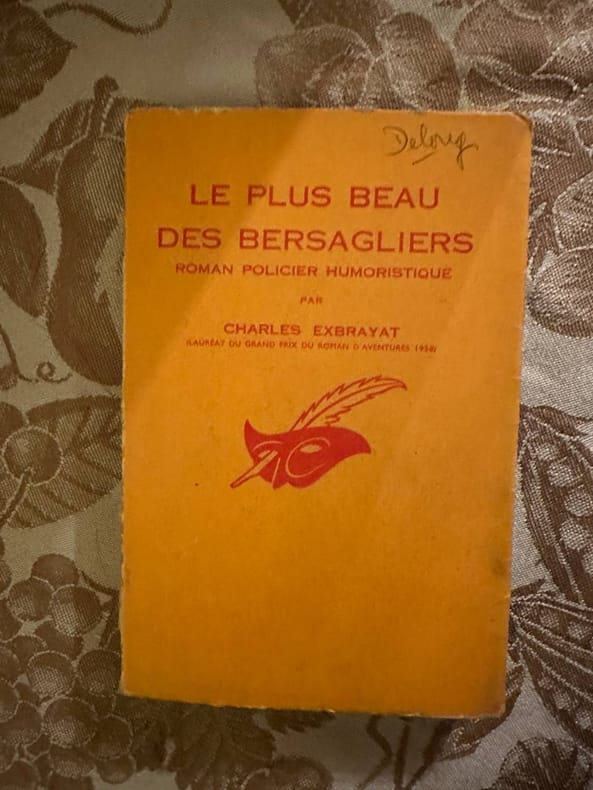 Delouf
LE PLUS BEAU
DES BERSAGLIERS
ROMAN POLICIER HUMORISTIQUE
PAR
CHARLES EXBRAYAT
(LAURÉAT DU GRAND PRIX DU ROMAN D'AVENTURES 1958)